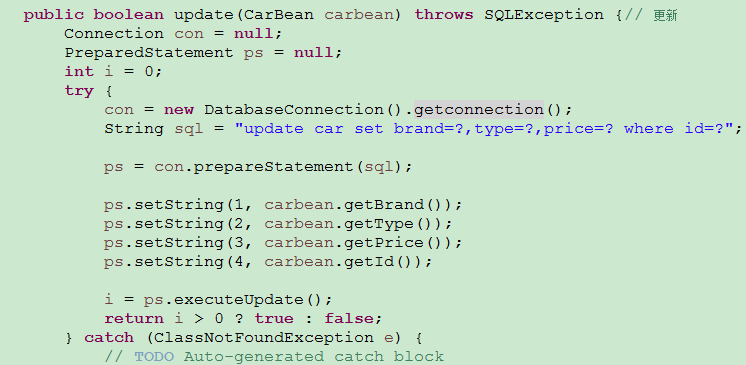 public boolean update(CarBean carbean) throws SQLException {// 更新
Connection con = null;
PreparedStatement ps = null;
int i = 0;
try {
con = new DatabaseConnection().getconnection();
String sql = "update car set brand=?,type=?,price=? where id=?";
ps = con.prepareStatement(sql);
ps.setString(1, carbean.getBrand());
ps.setString(2, carbean.getType());
ps.setString(3, carbean.getPrice());
ps.setString(4, carbean.getId());
i = ps.executeUpdate();
return i > 0 ? true : false;
} catch (ClassNotFoundException e) {
// TODO Auto-generated catch block